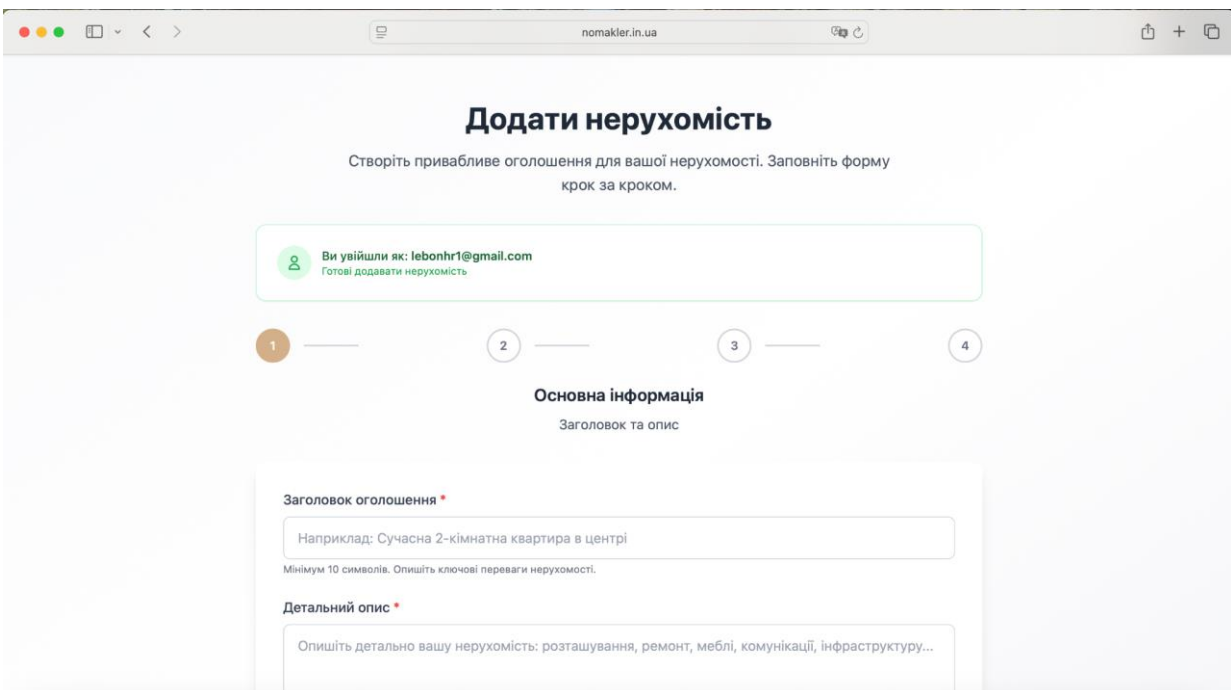 nomakler.in.ua
Додати нерухомість
Створіть привабливе оголошення для вашої нерухомості. Заповніть форму
крок за кроком.
Ви увійшли як: lebonhr1@gmail.com
Готові додавати нерухомість
1
2
3
4
Основна інформація
Заголовок та опис
Заголовок оголошення *
Наприклад: Сучасна 2-кімнатна квартира в центрі
Мінімум 10 символів. Опишіть ключові переваги нерухомості.
Детальний опис *
Опишіть детально вашу нерухомість: розташування, ремонт, меблі, комунікації, інфраструктуру...